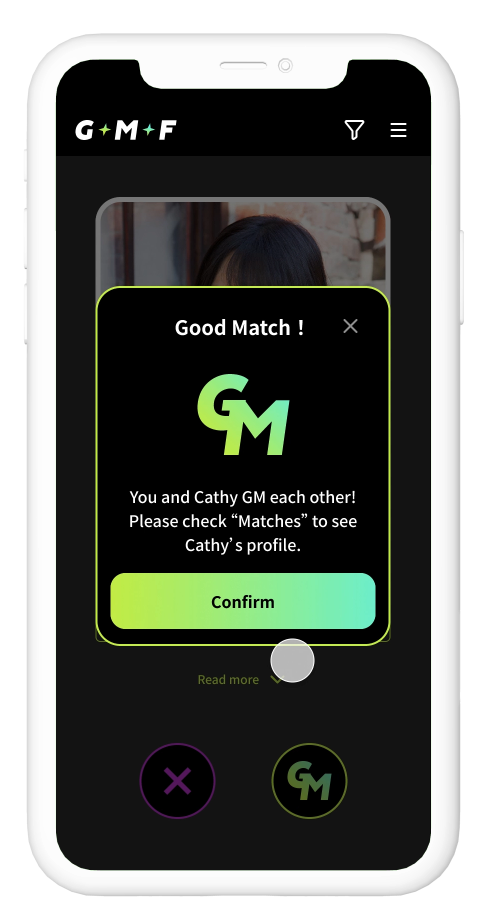 G✦M✦F
Good Match !
GM
You and Cathy GM each other!
Please check “Matches” to see
Cathy’s profile.
Confirm
Read more
GM